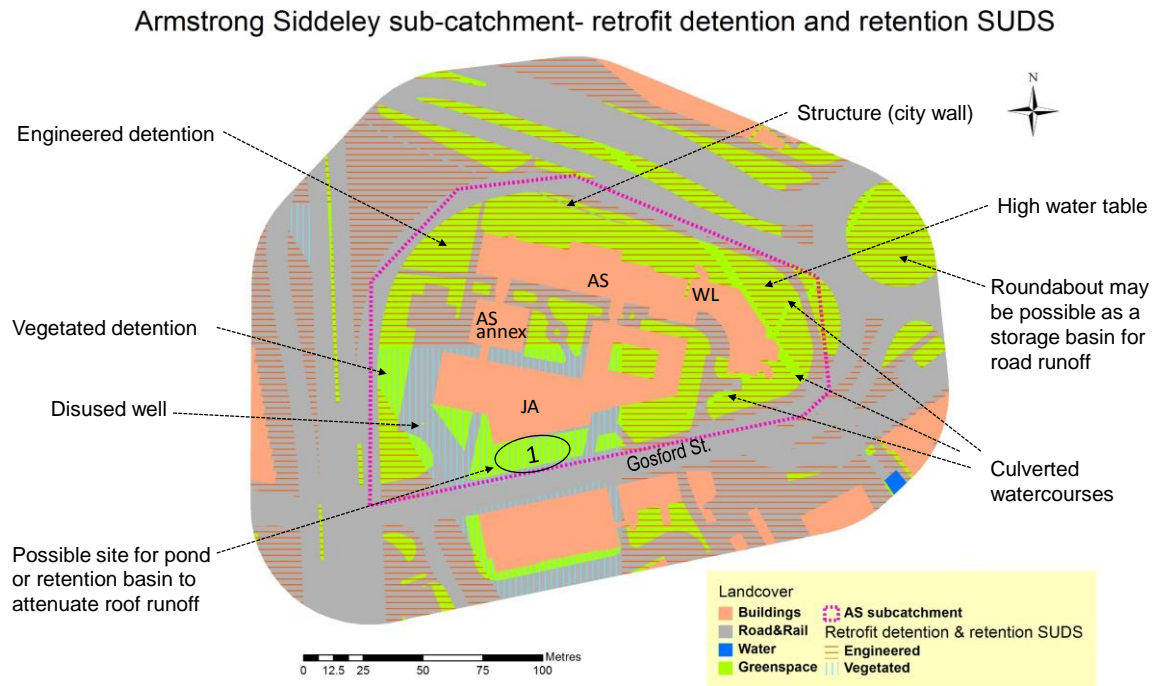 Armstrong Siddeley sub-catchment- retrofit detention and retention SUDS
Engineered detention
Structure (city wall)
N
High water table
Roundabout may
be possible as a
storage basin for
road runoff
Vegetated detention
Disused well
AS
WL
AS
annex
JA
1
Gosford St.
Culverted
watercourses
Possible site for pond
or retention basin to
attenuate roof runoff
Metres
0 12.5 25 50 75 100
Landcover
Buildings
Road&Rail
Water
Greenspace
AS subcatchment
Retrofit detention & retention SUDS
Engineered
Vegetated